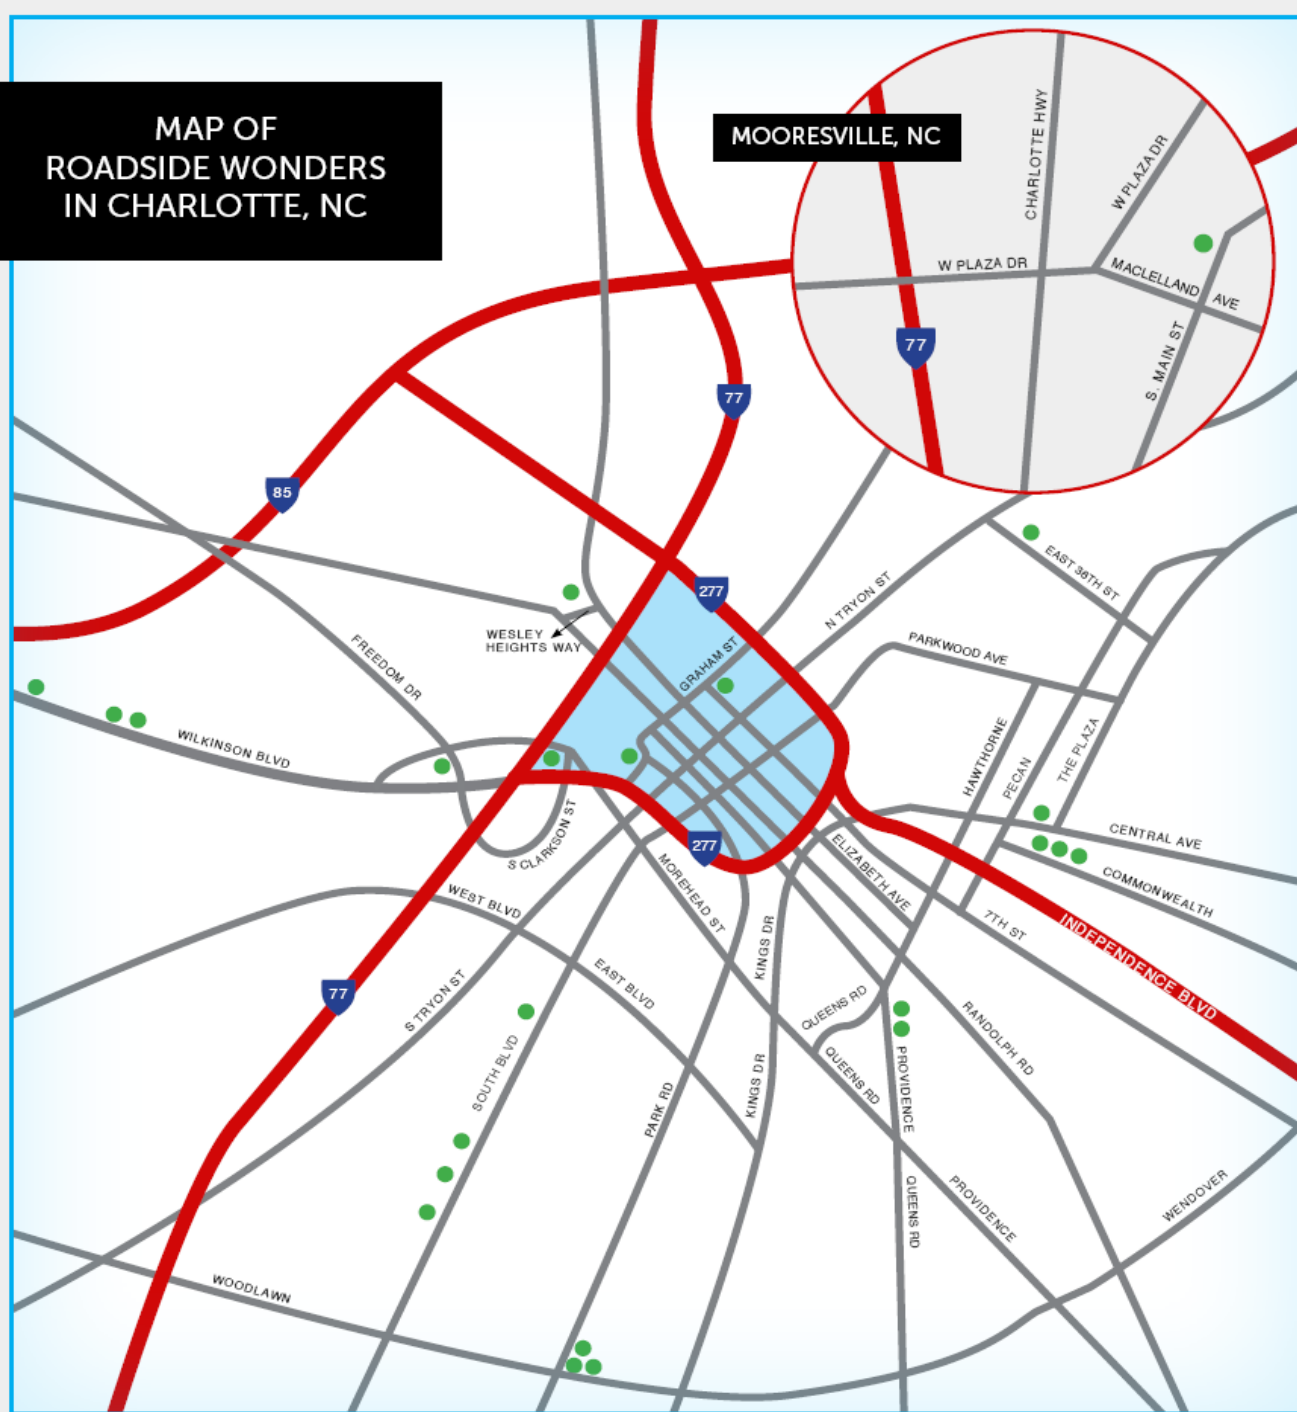 MAP OF
ROADSIDE WONDERS
IN CHARLOTTE, NC
MOORESVILLE, NC
CHARLOTTE HWY
W PLAZA DR
W PLAZA DR
MACLELLAND AVE
S. MAIN ST
77
77
85
277
EAST 36TH ST
N TRYON ST
WESLEY
HEIGHTS WAY
GRAHAM ST
PARKWOOD AVE
FREEDOM DR
WILKINSON BLVD
HAWTHORNE
PECAN
THE PLAZA
S CLARKSON ST
277
CENTRAL AVE
ELIZABETH AVE
COMMONWEALTH
MOREHEAD ST
WEST BLVD
7TH ST
INDEPENDENCE BLVD
KINGS DR
EAST BLVD
77
S TRYON ST
QUEENS RD
RANDOLPH RD
SOUTH BLVD
QUEENS RD
PROVIDENCE
KINGS DR
PARK RD
QUEENS RD
PROVIDENCE
WENDOVER
WOODLAWN